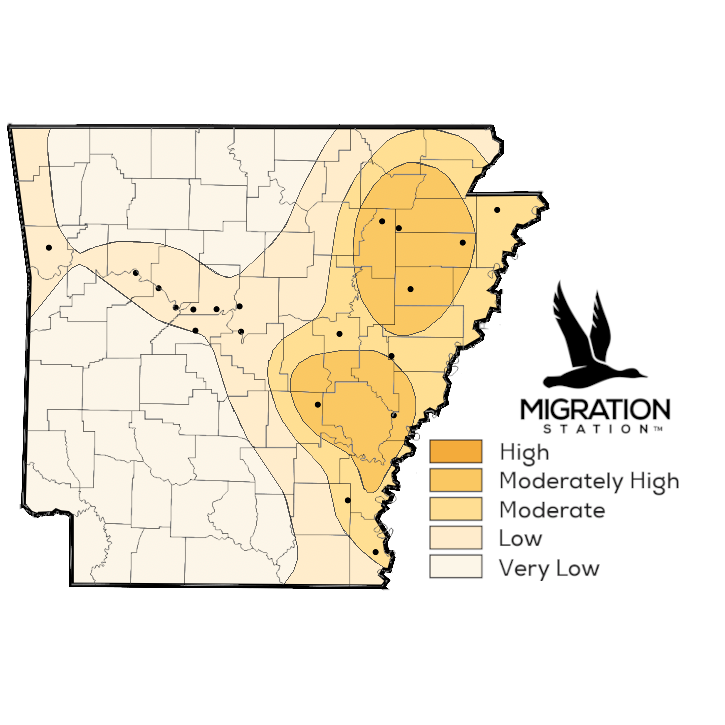 MIGRATION
STATION™
High
Moderately High
Moderate
Low
Very Low